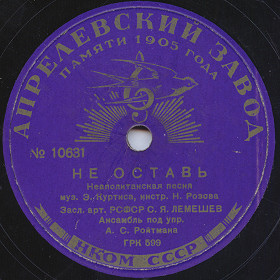 АПРЕЛЕВСКИЙ ЗАВОД
ПАМЯТИ 1905 ГОДА
№ 10631
НЕ ОСТАВЬ
Неаполитанская песня
муз. Э. Куртиса, инстр. Н. Розова
Засл. арт. РСФСР С. Я. ЛЕМЕШЕВ
Ансамбль под упр.
А. С. Ройтмана
ГРК 599
НКОМ СССР